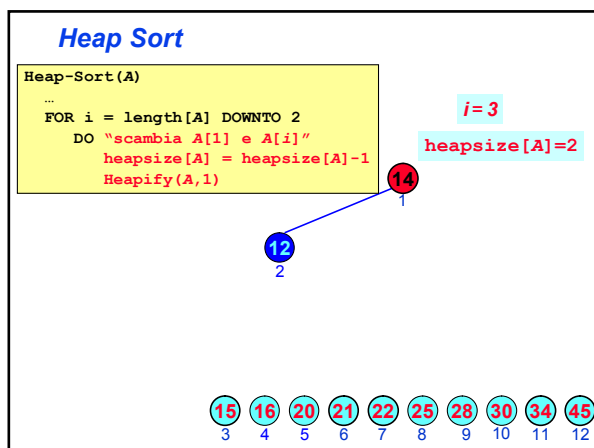 Heap Sort
Heap-Sort(A)
…
FOR i = length[A] DOWNTO 2
DO “scambia A[1] e A[i]”
heapsize[A] = heapsize[A]-1
Heapify(A,1)
i = 3
heapsize[A]=2
14
1
12
2
15 16 20 21 22 25 28 30 34 45
3 4 5 6 7 8 9 10 11 12